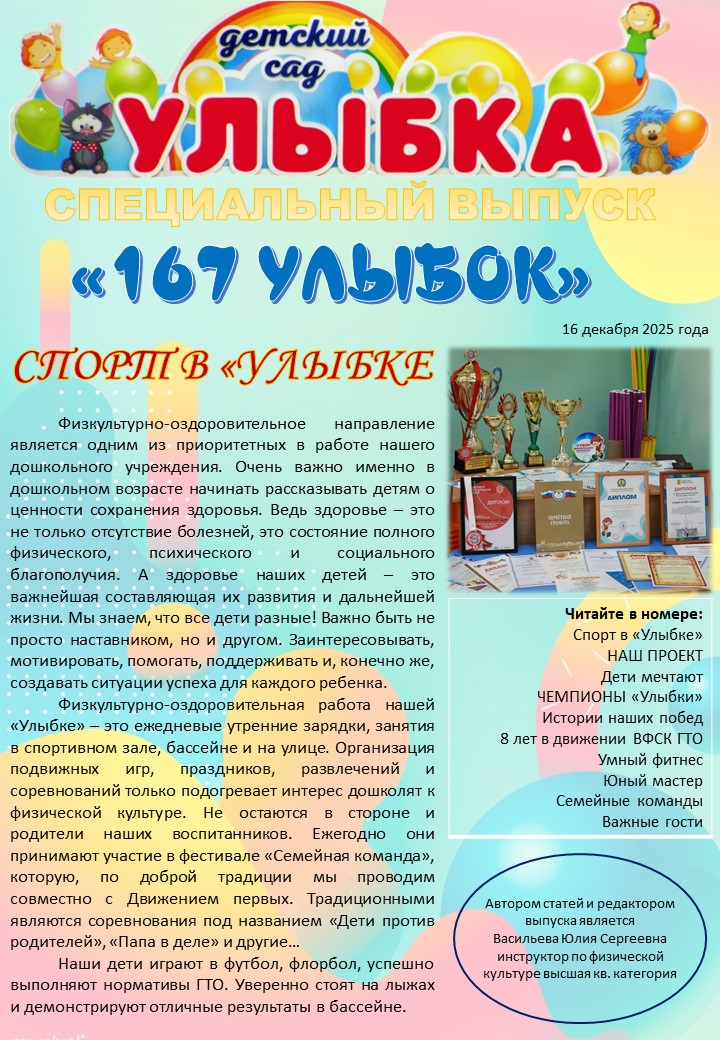 детский
сад
УЛЫБКА
СПЕЦИАЛЬНЫЙ ВЫПУСК
«167 УЛЫБОК»
16 декабря 2025 года
СПОРТ В «УЛЫБКЕ
Физкультурно-оздоровительное направление
является одним из приоритетных в работе нашего
дошкольного учреждения. Очень важно именно в
дошкольном возрасте начинать рассказывать детям о
ценности сохранения здоровья. Ведь здоровье – это
не только отсутствие болезней, это состояние полного
физического, психического и социального
благополучия. А здоровье наших детей – это
важнейшая составляющая их развития и дальнейшей
жизни. Мы знаем, что все дети разные! Важно быть не
просто наставником, но и другом. Заинтересовывать,
мотивировать, помогать, поддерживать и, конечно же,
создавать ситуации успеха для каждого ребенка.
Физкультурно-оздоровительная работа нашей
«Улыбке» – это ежедневные утренние зарядки, занятия
в спортивном зале, бассейне и на улице. Организация
подвижных игр, праздников, развлечений и
соревнований только подогревает интерес дошколят к
физической культуре. Не остаются в стороне и
родители наших воспитанников. Ежегодно они
принимают участие в фестивале «Семейная команда»,
которую, по доброй традиции мы проводим
совместно с Движением первых. Традиционными
являются соревнования под названием «Дети против
родителей», «Папа в деле» и другие…
Наши дети играют в футбол, флорбол, успешно
выполняют нормативы ГТО. Уверенно стоят на лыжах
и демонстрируют отличные результаты в бассейне.
ДИПЛОМ
ПОЧЁТНАЯ
ГРАМОТА
ДИПЛОМ
ДИПЛОМ
Читайте в номере:
Спорт в «Улыбке»
НАШ ПРОЕКТ
Дети мечтают
ЧЕМПИОНЫ «Улыбки»
Истории наших побед
8 лет в движении ВФСК ГТО
Умный фитнес
Юный мастер
Семейные команды
Важные гости
Автором статей и редактором
выпуска является
Васильева Юлия Сергеевна
инструктор по физической
культуре высшая кв. категория